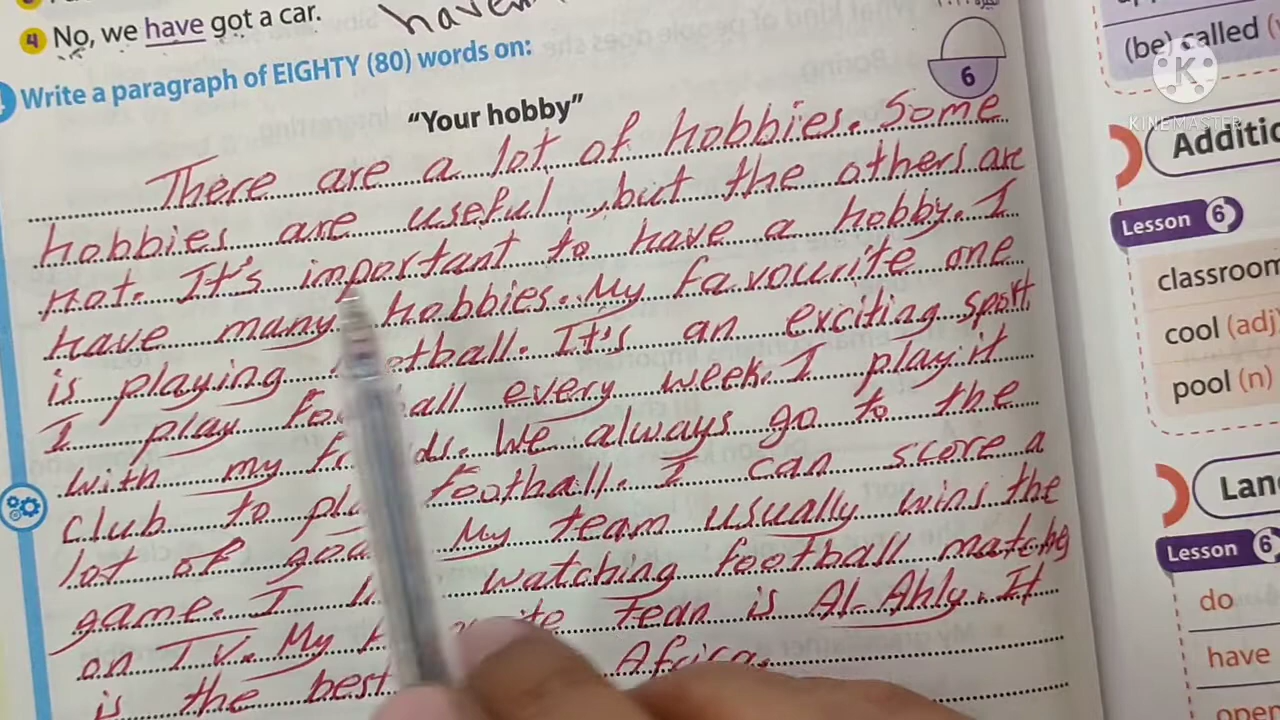 4 No, we have got a car.
Write a paragraph of EIGHTY (80) words on:
6
"Your hobby"
There are a lot of hobbies. Some
hobbies are useful, but the others are
not. It's important to have a hobby. I
have many hobbies. My favourite one
is playing football. It's an exciting sport.
I play football every week. I play it
with my friends. We always go to the
club to play football. I can score a
lot of goals. My team usually wins the
game. I watching football matches
on TV. My favourite team is Al-Ahly. It
is the best Africa.
(be) called
KINEMASTER
Lesson 6
classroom
cool (adj
pool (n)
Lesson 6
do
have
open